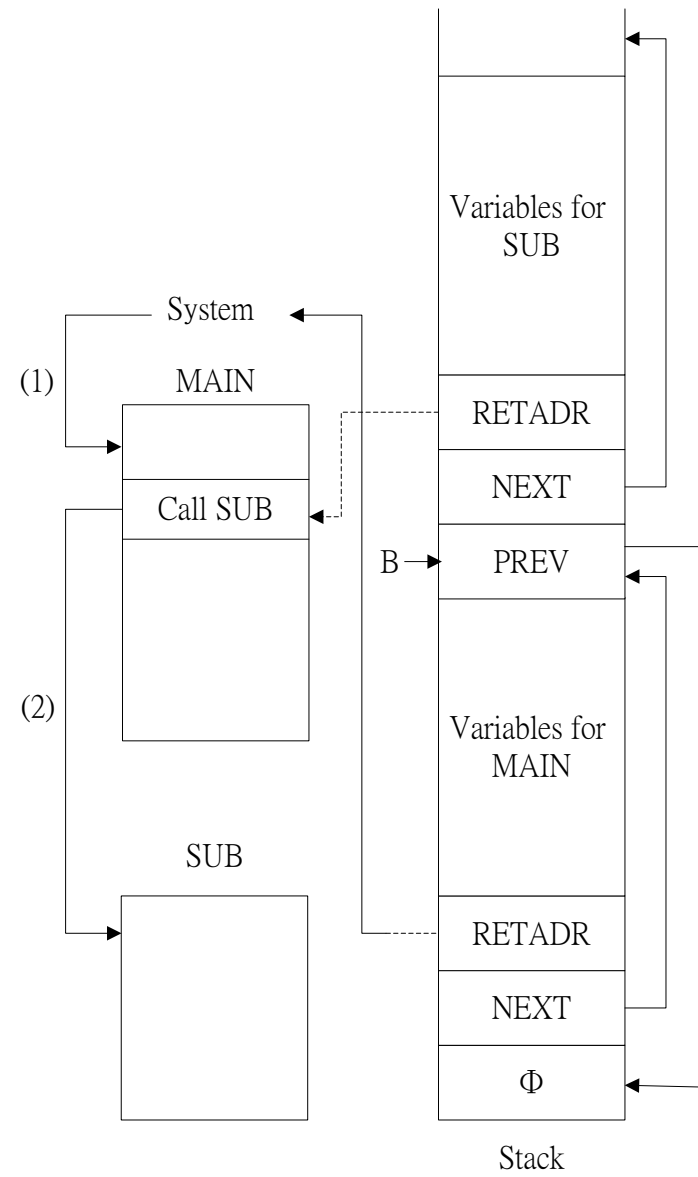 System
(1)
MAIN
Call SUB
(2)
SUB
Variables for
SUB
RETADR
NEXT
B
PREV
Variables for
MAIN
RETADR
NEXT
Φ
Stack